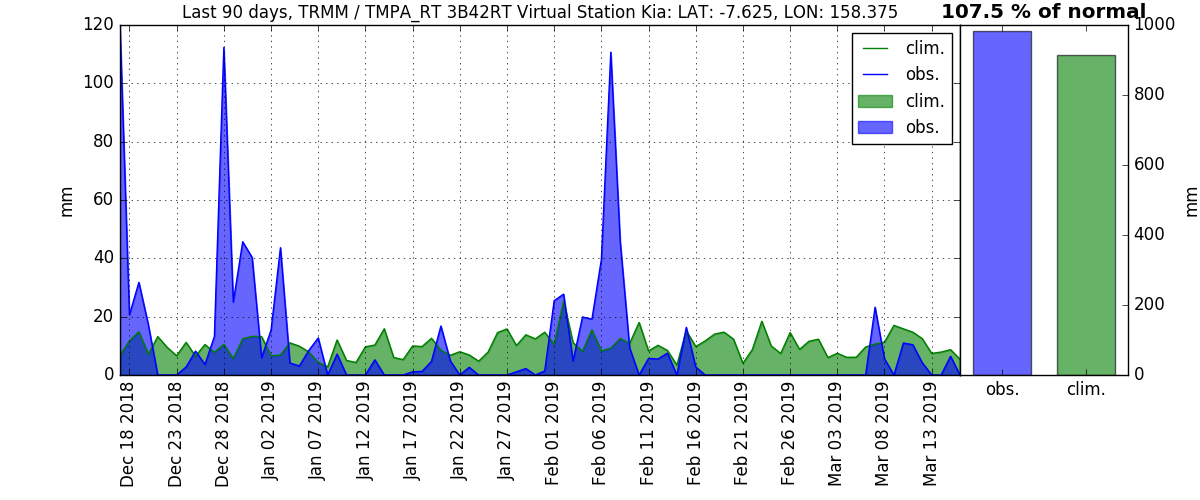 Last 90 days, TRMM / TMPA_RT 3B42RT Virtual Station Kia: LAT: -7.625, LON: 158.375
107.5 % of normal
120
100
80
60
40
20
0
mm
clim.
obs.
clim.
obs.
1000
800
600
400
200
0
mm
obs.
clim.
Dec 18 2018
Dec 23 2018
Dec 28 2018
Jan 02 2019
Jan 07 2019
Jan 12 2019
Jan 17 2019
Jan 22 2019
Jan 27 2019
Feb 01 2019
Feb 06 2019
Feb 11 2019
Feb 16 2019
Feb 21 2019
Feb 26 2019
Mar 03 2019
Mar 08 2019
Mar 13 2019